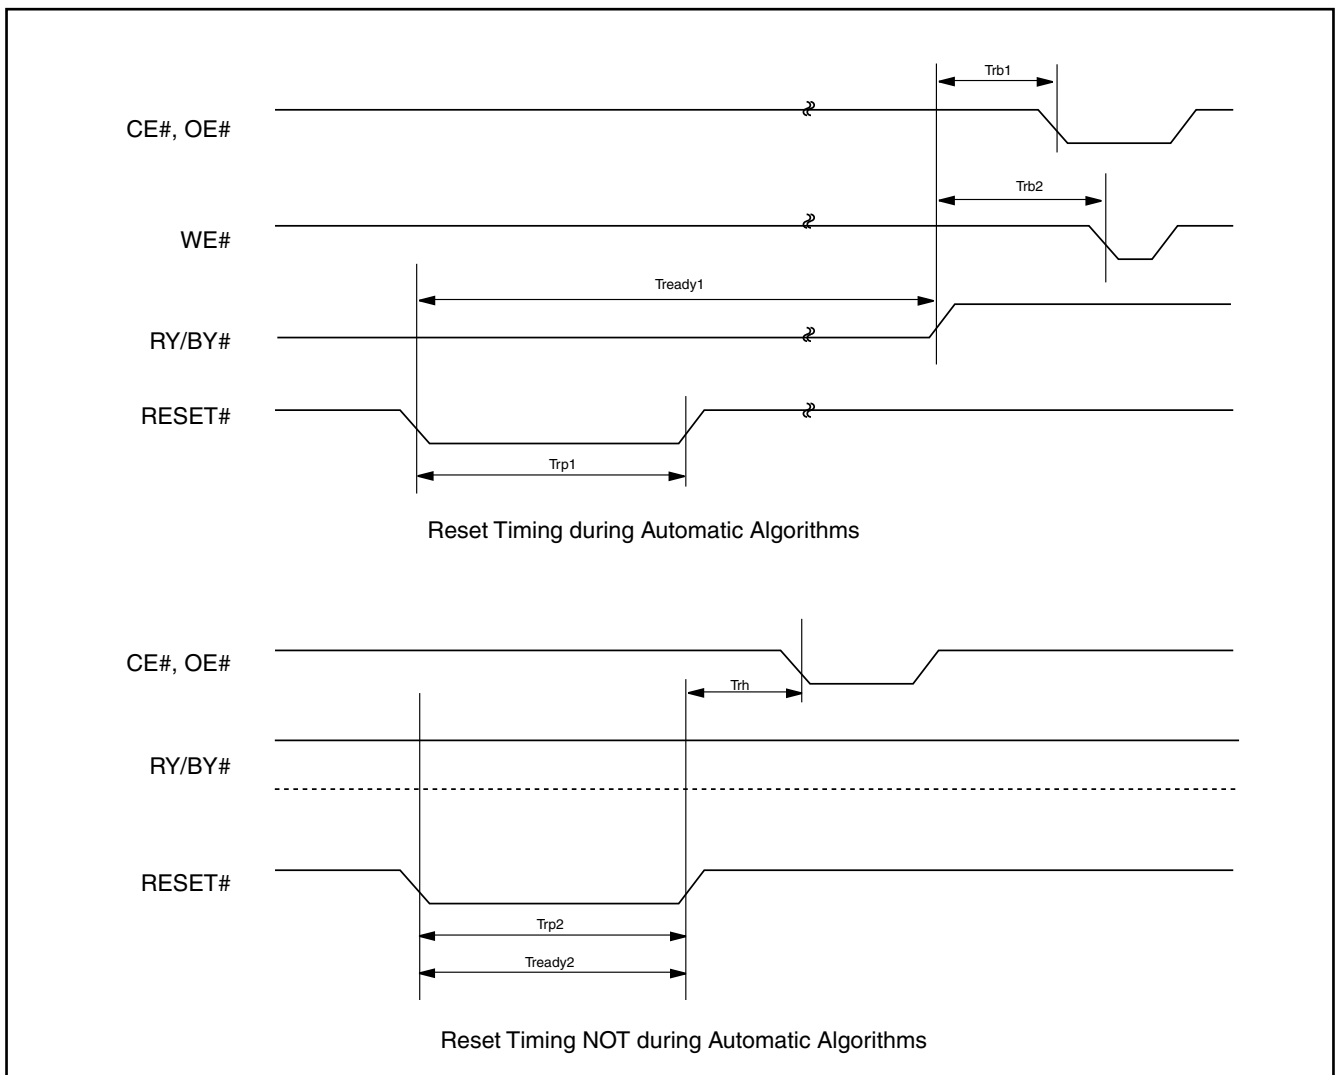 Trb1
CE#, OE#
Trb2
WE#
Tready1
RY/BY#
RESET#
Trp1
Reset Timing during Automatic Algorithms
CE#, OE#
Trh
RY/BY#
RESET#
Trp2
Tready2
Reset Timing NOT during Automatic Algorithms